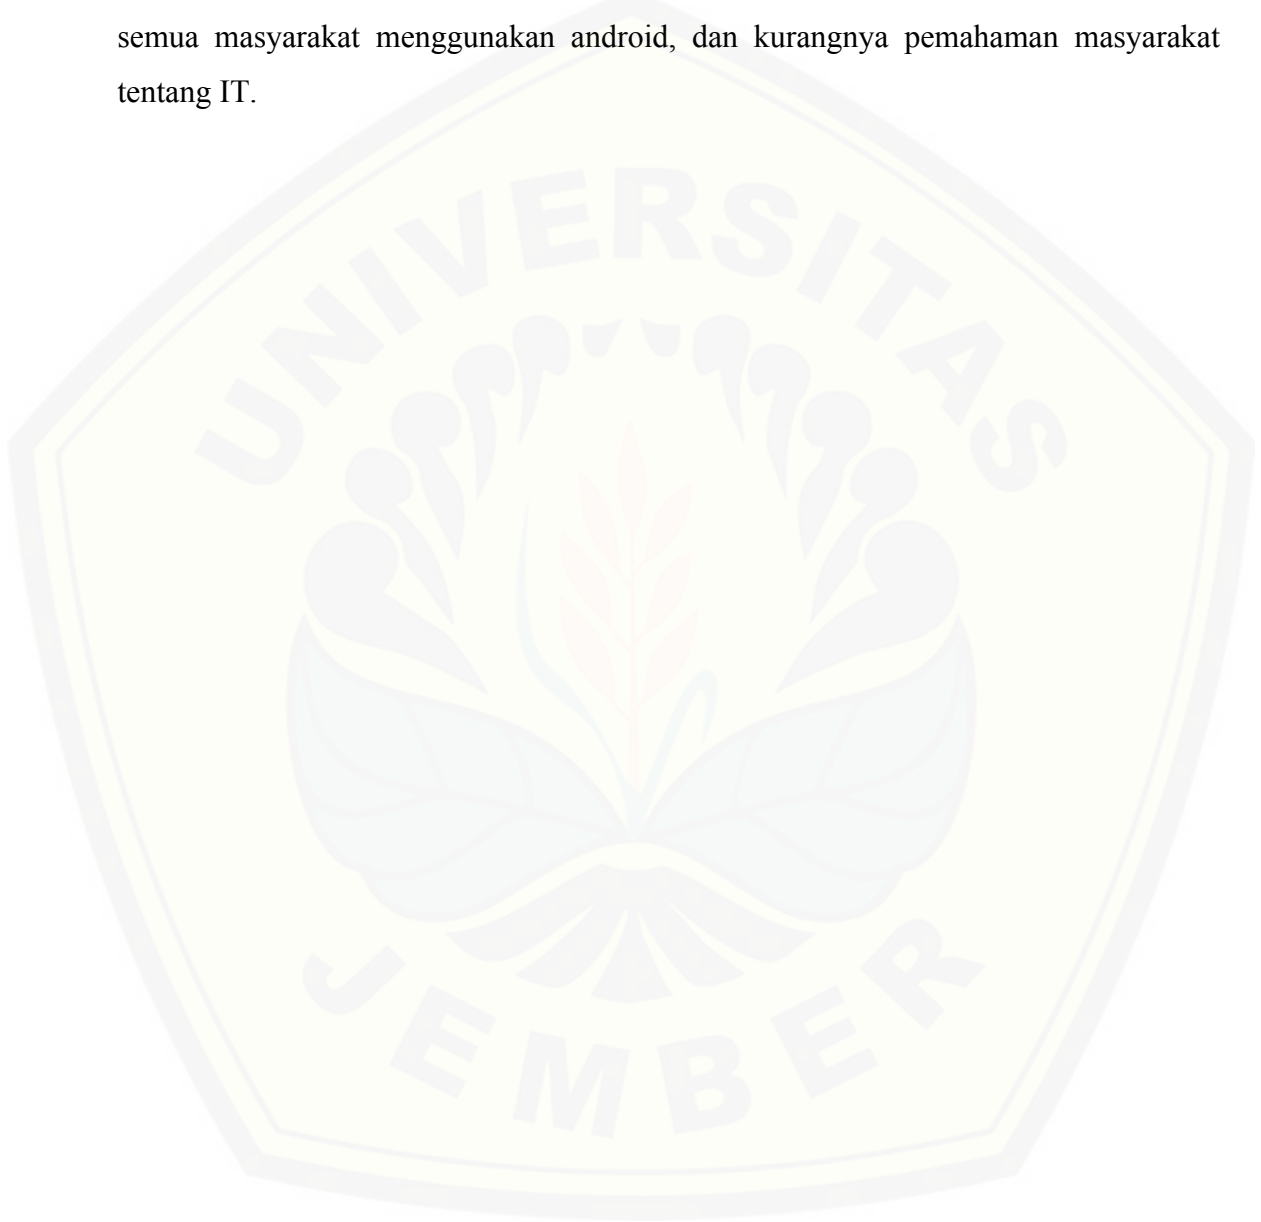 semua masyarakat menggunakan android, dan kurangnya pemahaman masyarakat
tentang IT.
UNIVERSITAS
JEMBER